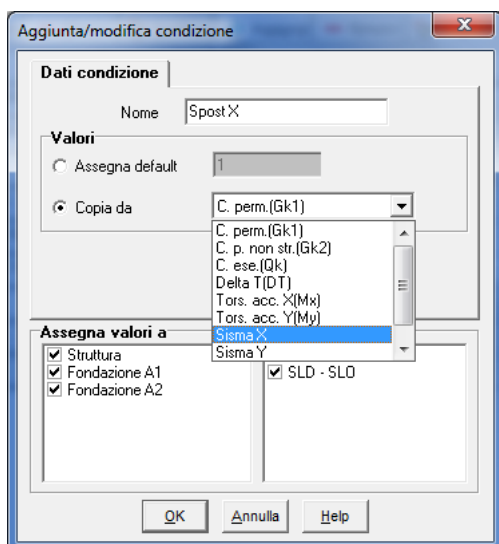 Aggiunta/modifica condizione
Dati condizione
Nome Spost X
Valori
Assegna default 1
Copia da C. perm.(Gk1)
C. perm.(Gk1)
C. p. non str.(Gk2)
C. ese.(Qk)
Delta T(DT)
Tors. acc. X(Mx)
Tors. acc. Y(My)
Sisma X
Sisma Y
Assegna valori a
Struttura
Fondazione A1
Fondazione A2
SLD - SLO
OK Annulla Help